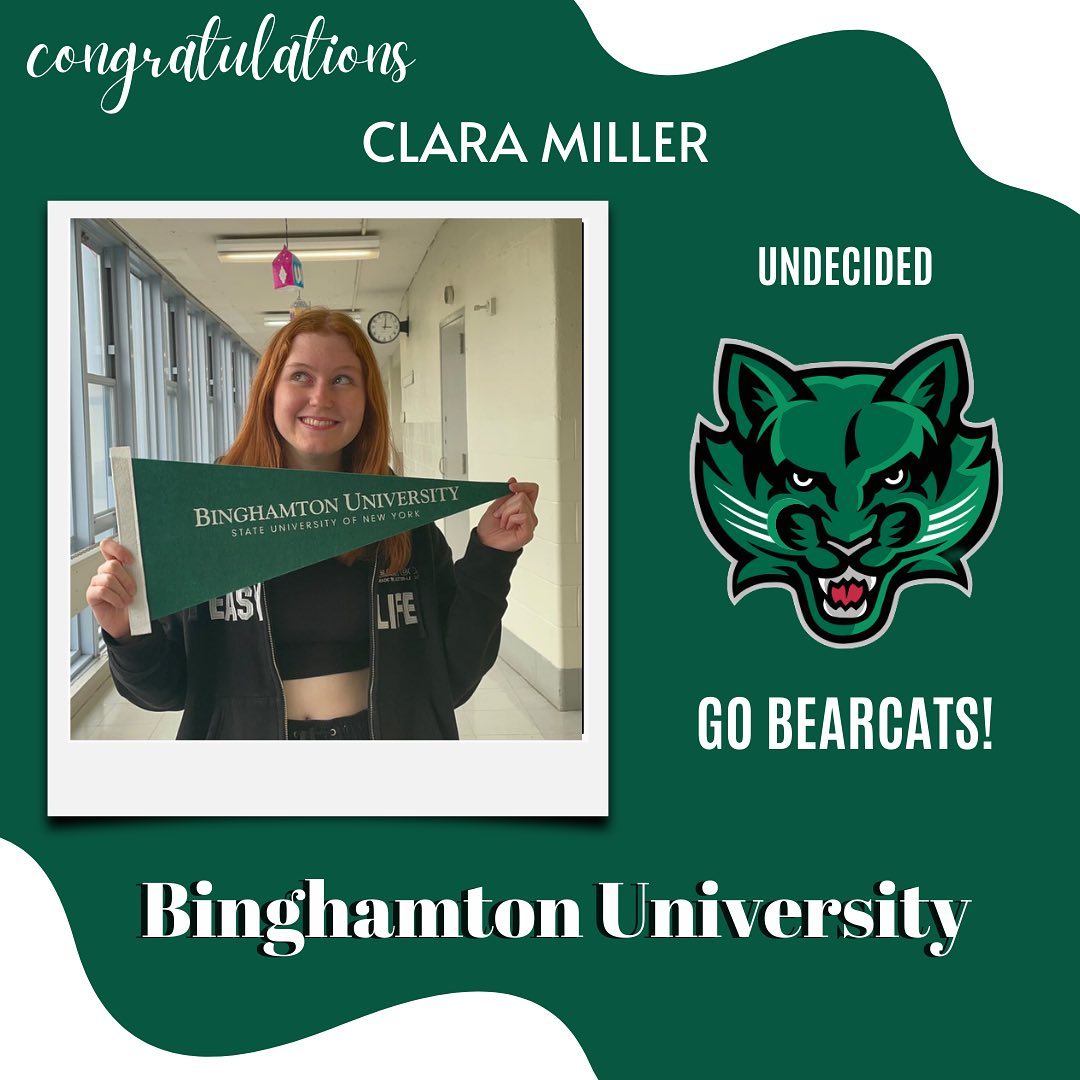 congratulations
CLARA MILLER
UNDECIDED
BINGHAMTON UNIVERSITY
STATE UNIVERSITY OF NEW YORK
EASY LIFE
GO BEARCATS!
Binghamton University